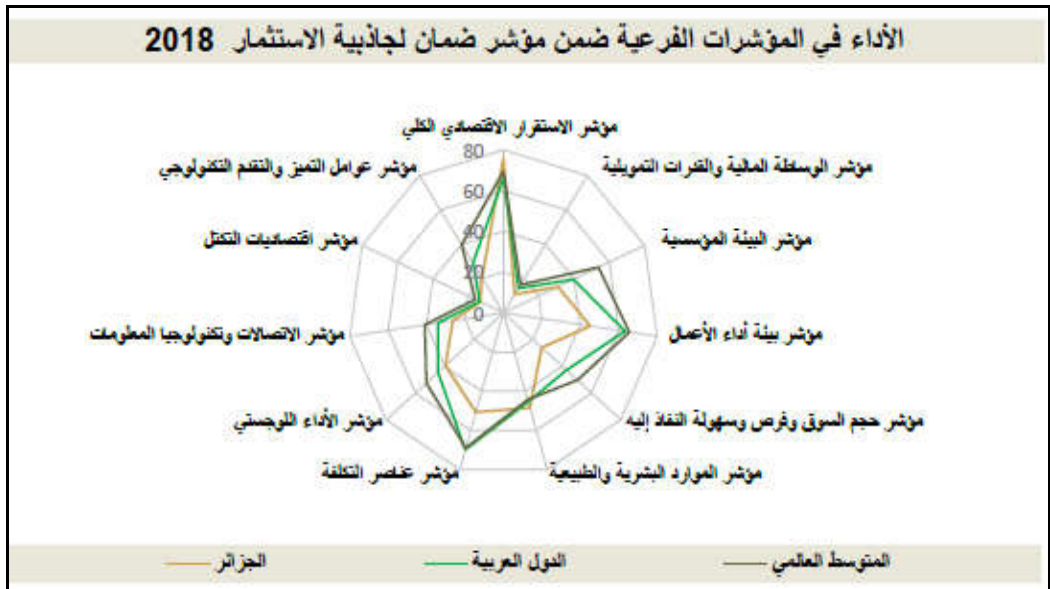 الأداء في المؤشرات الفرعية ضمن مؤشر ضمان لجاذبية الاستثمار 2018
مؤشر الاستقرار الاقتصادي الكلي
مؤشر الوساطة المالية والقدرات التمويلية
مؤشر البيئة المؤسسية
مؤشر بيئة أداء الأعمال
مؤشر حجم السوق وفرص وسهولة النفاذ إليه
مؤشر الموارد البشرية والطبيعية
مؤشر عناصر التكلفة
مؤشر الأداء اللوجستي
مؤشر الاتصالات وتكنولوجيا المعلومات
مؤشر اقتصاديات التكتل
مؤشر عوامل التميز والتقدم التكنولوجي
80
60
40
20
0
المتوسط العالمي
الدول العربية
الجزائر